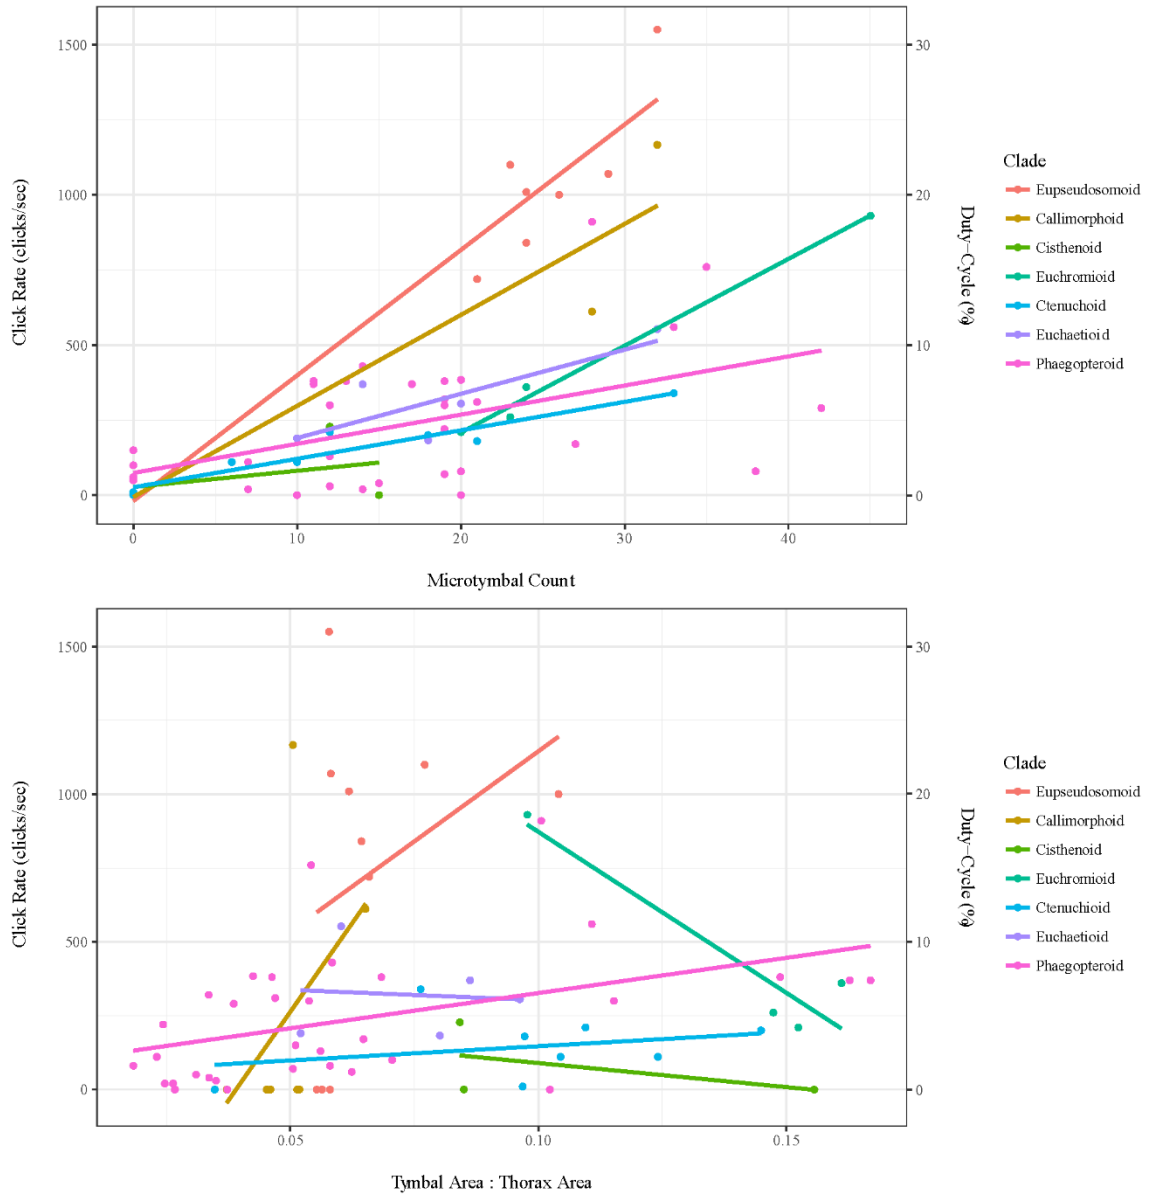 1500
1000
500
0
Click Rate (clicks/sec)
30
20
10
0
Duty-Cycle (%)
0
10
20
30
40
Microtymbal Count
Clade
Eupseudosomoid
Callimorphoid
Cisthenoid
Euchromioid
Ctenuchoid
Euchaetioid
Phaegopteroid
1500
1000
500
0
Click Rate (clicks/sec)
30
20
10
0
Duty-Cycle (%)
0.05
0.10
0.15
Tymbal Area : Thorax Area
Clade
Eupseudosomoid
Callimorphoid
Cisthenoid
Euchromioid
Ctenuchioid
Euchaetioid
Phaegopteroid